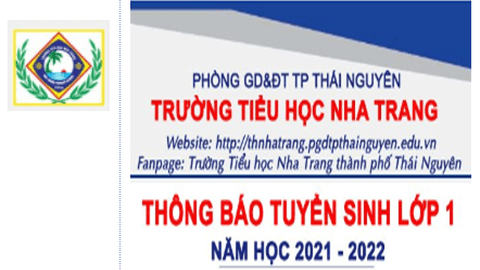 PHÒNG GD&ĐT TP THÁI NGUYÊN
TRƯỜNG TIỂU HỌC NHA TRANG
Website: http://thnhatrang.pgdtpthainguyen.edu.vn
Fanpage: Trường Tiểu học Nha Trang thành phố Thái Nguyên
THÔNG BÁO TUYỂN SINH LỚP 1
NĂM HỌC 2021 - 2022